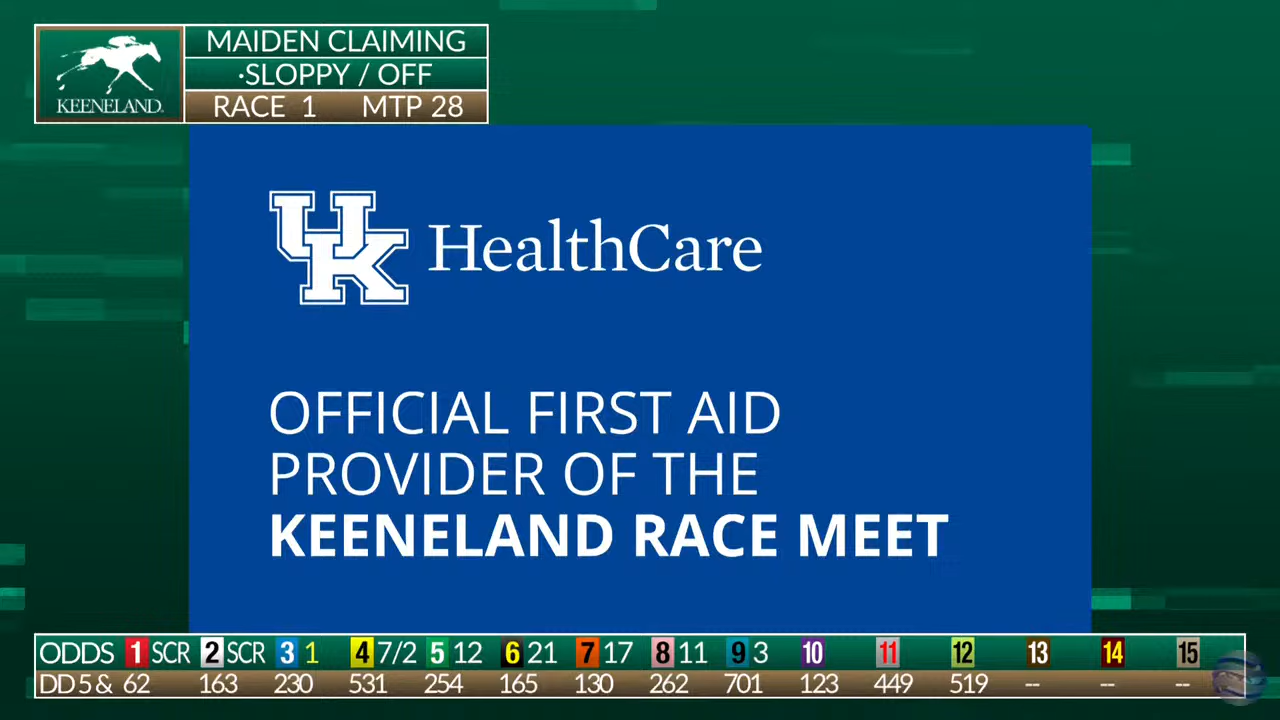 MAIDEN CLAIMING
·SLOPPY / OFF
KEENELAND.
RACE 1 MTP 28
UK HealthCare
OFFICIAL FIRST AID
PROVIDER OF THE
KEENELAND RACE MEET
ODDS 1 SCR 2 SCR 3 1 4 7/2 5 12 6 21 7 17 8 11 9 3 10 11 12 13 14 15
DD 5 & 62 163 230 531 254 165 130 262 701 123 449 519 -- -- --